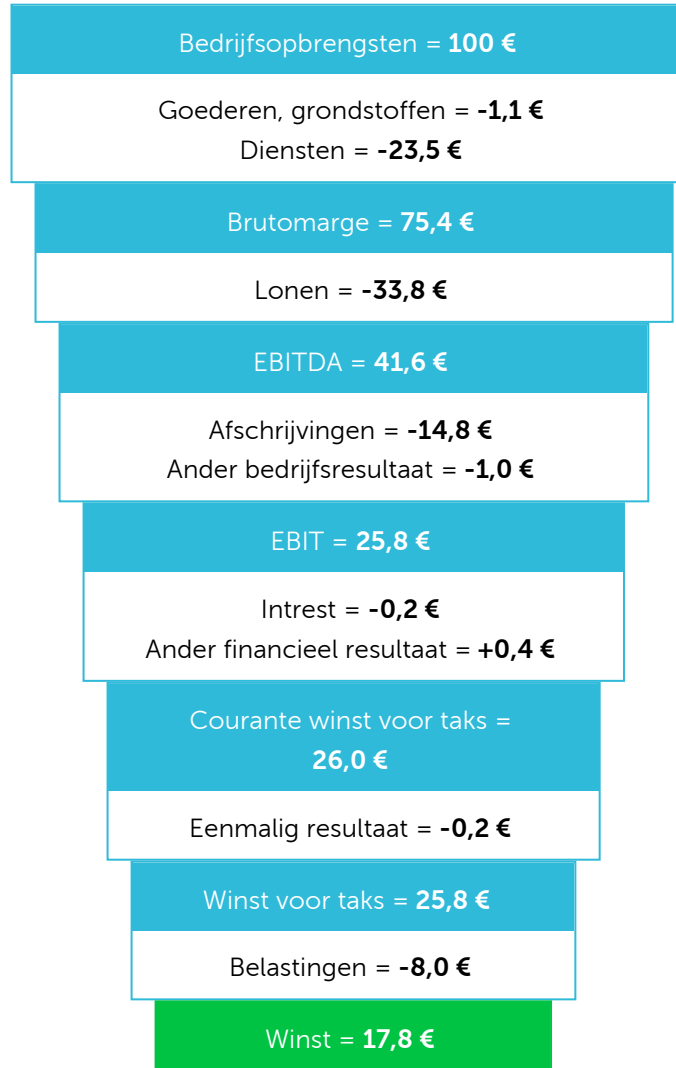 Bedrijfsopbrengsten = 100 €
Goederen, grondstoffen = -1,1 €
Diensten = -23,5 €
Brutomarge = 75,4 €
Lonen = -33,8 €
EBITDA = 41,6 €
Afschrijvingen = -14,8 €
Ander bedrijfsresultaat = -1,0 €
EBIT = 25,8 €
Intrest = -0,2 €
Ander financieel resultaat = +0,4 €
Courante winst voor taks =
26,0 €
Eenmalig resultaat = -0,2 €
Winst voor taks = 25,8 €
Belastingen = -8,0 €
Winst = 17,8 €